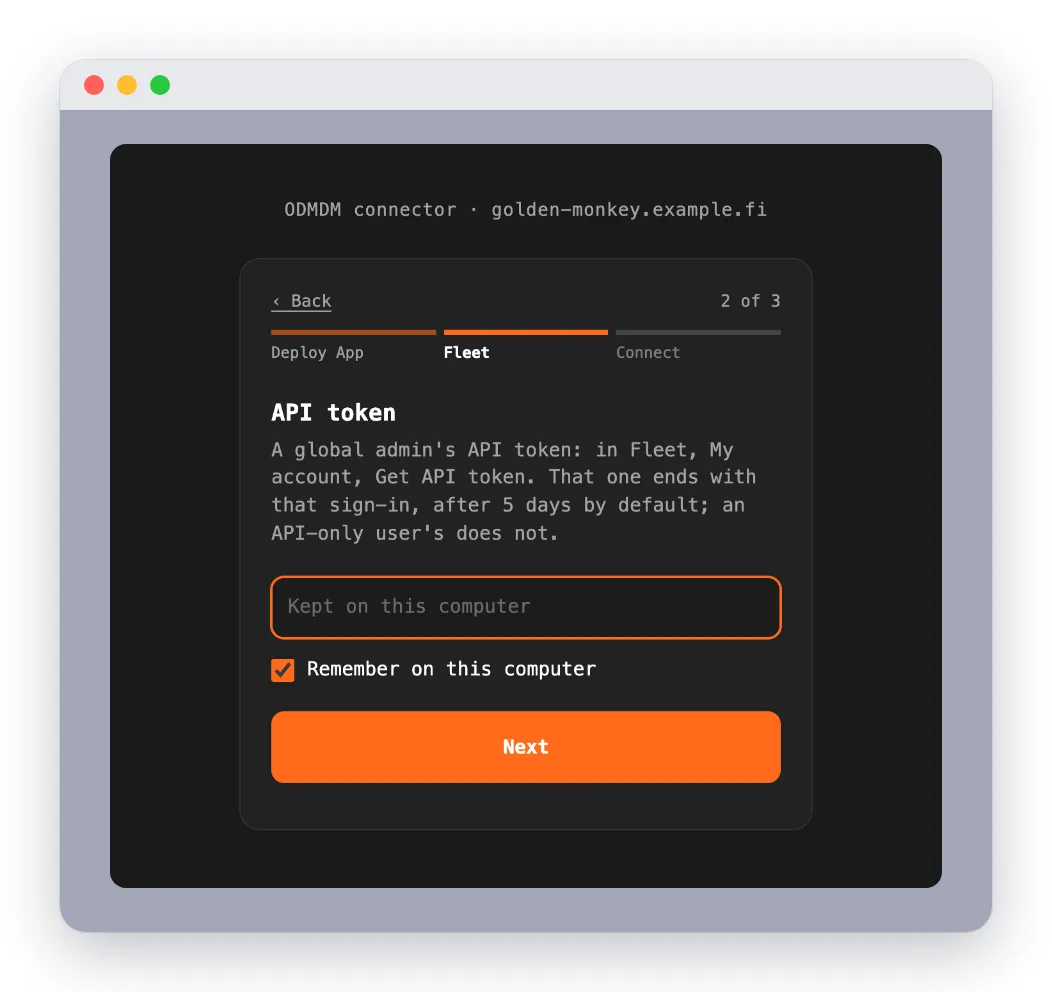 ODMDM connector · golden-monkey.example.fi
‹ Back
2 of 3
Deploy App
Fleet
Connect
API token
A global admin's API token: in Fleet, My
account, Get API token. That one ends with
that sign-in, after 5 days by default; an
API-only user's does not.
Kept on this computer
Remember on this computer
Next